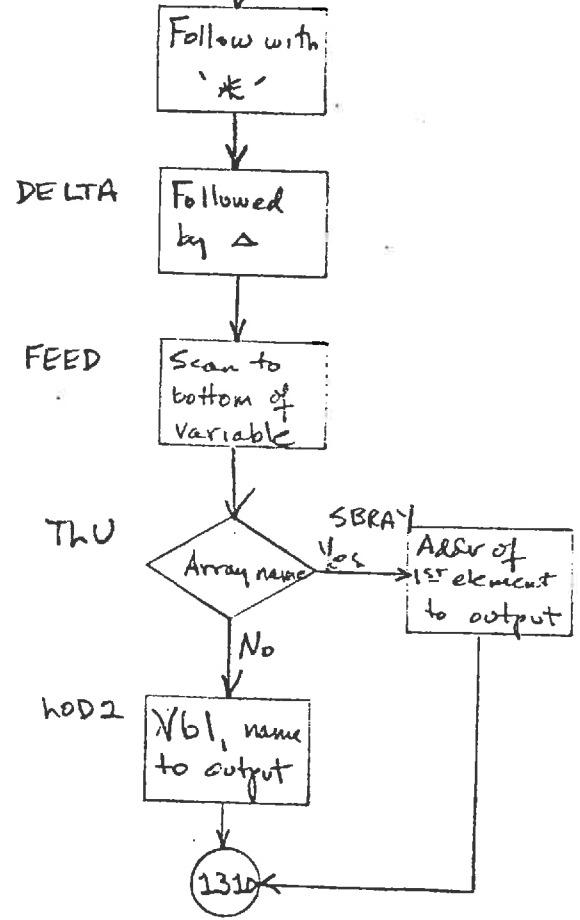 Follow with
'*'
DELTA
Followed
by Δ
FEED
Scan to
bottom of
variable
THU
Array name
Yes
SBRAY
Addr of
1ST element
to output
No
LOD2
Vbl, name
to output
1310